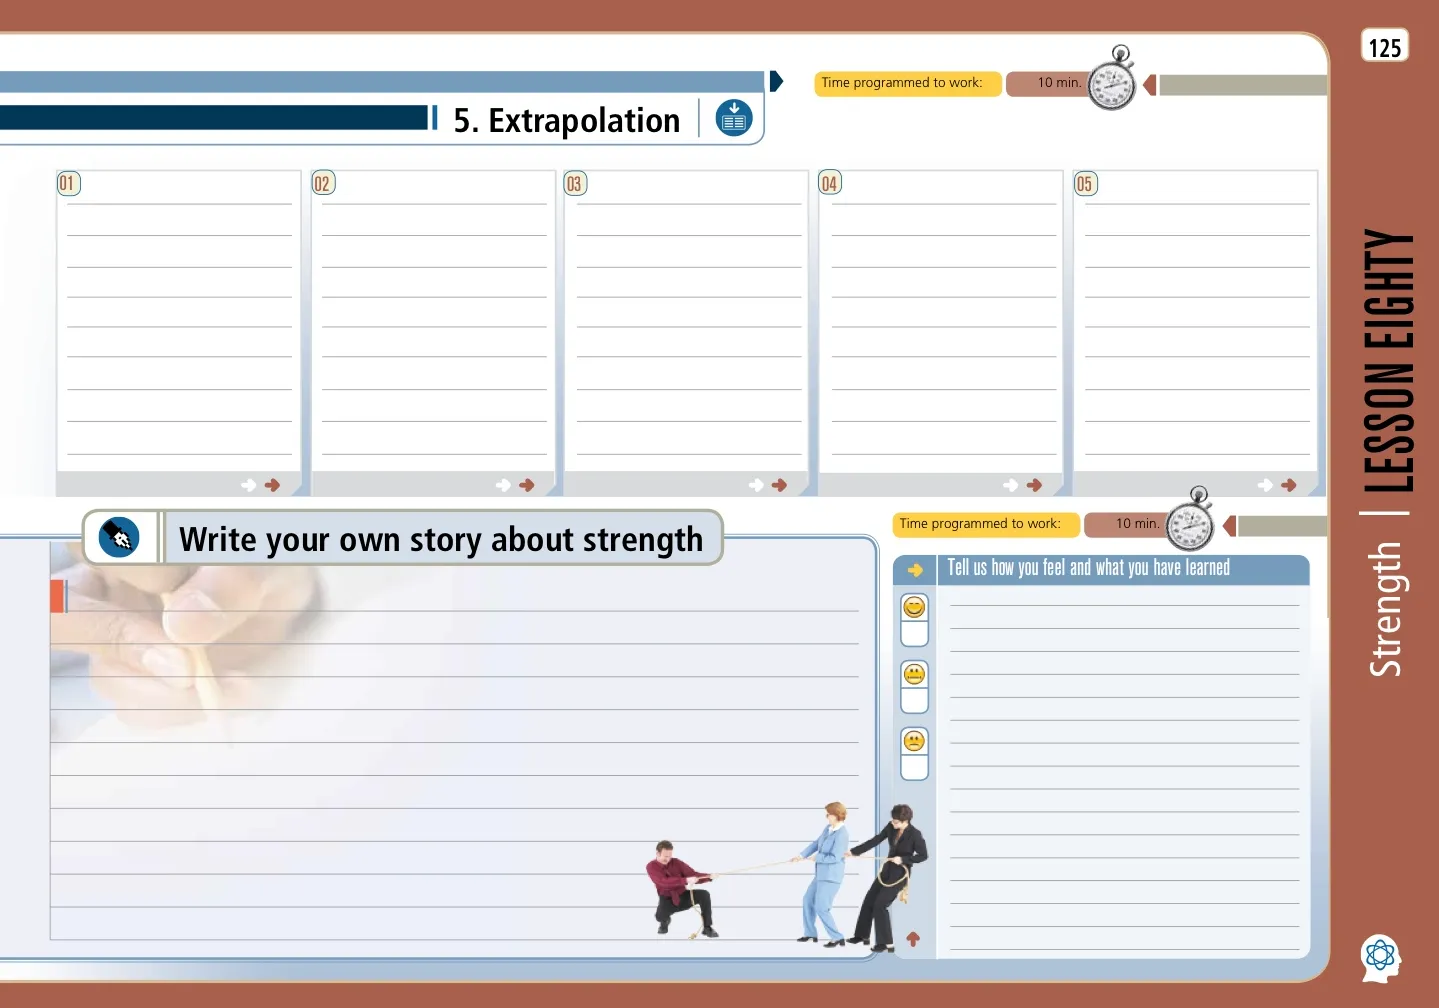 125
Time programmed to work:
10 min.
5. Extrapolation
01
02
03
04
05
Write your own story about strength
Time programmed to work:
10 min.
Tell us how you feel and what you have learned
Strength | LESSON EIGHTY